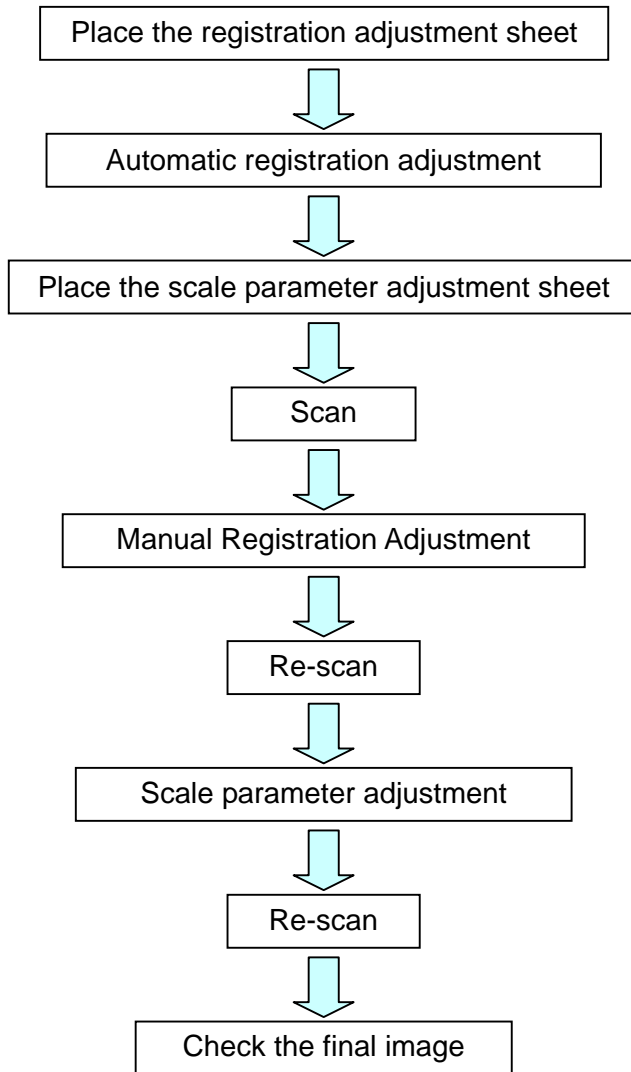 Place the registration adjustment sheet
Automatic registration adjustment
Place the scale parameter adjustment sheet
Scan
Manual Registration Adjustment
Re-scan
Scale parameter adjustment
Re-scan
Check the final image